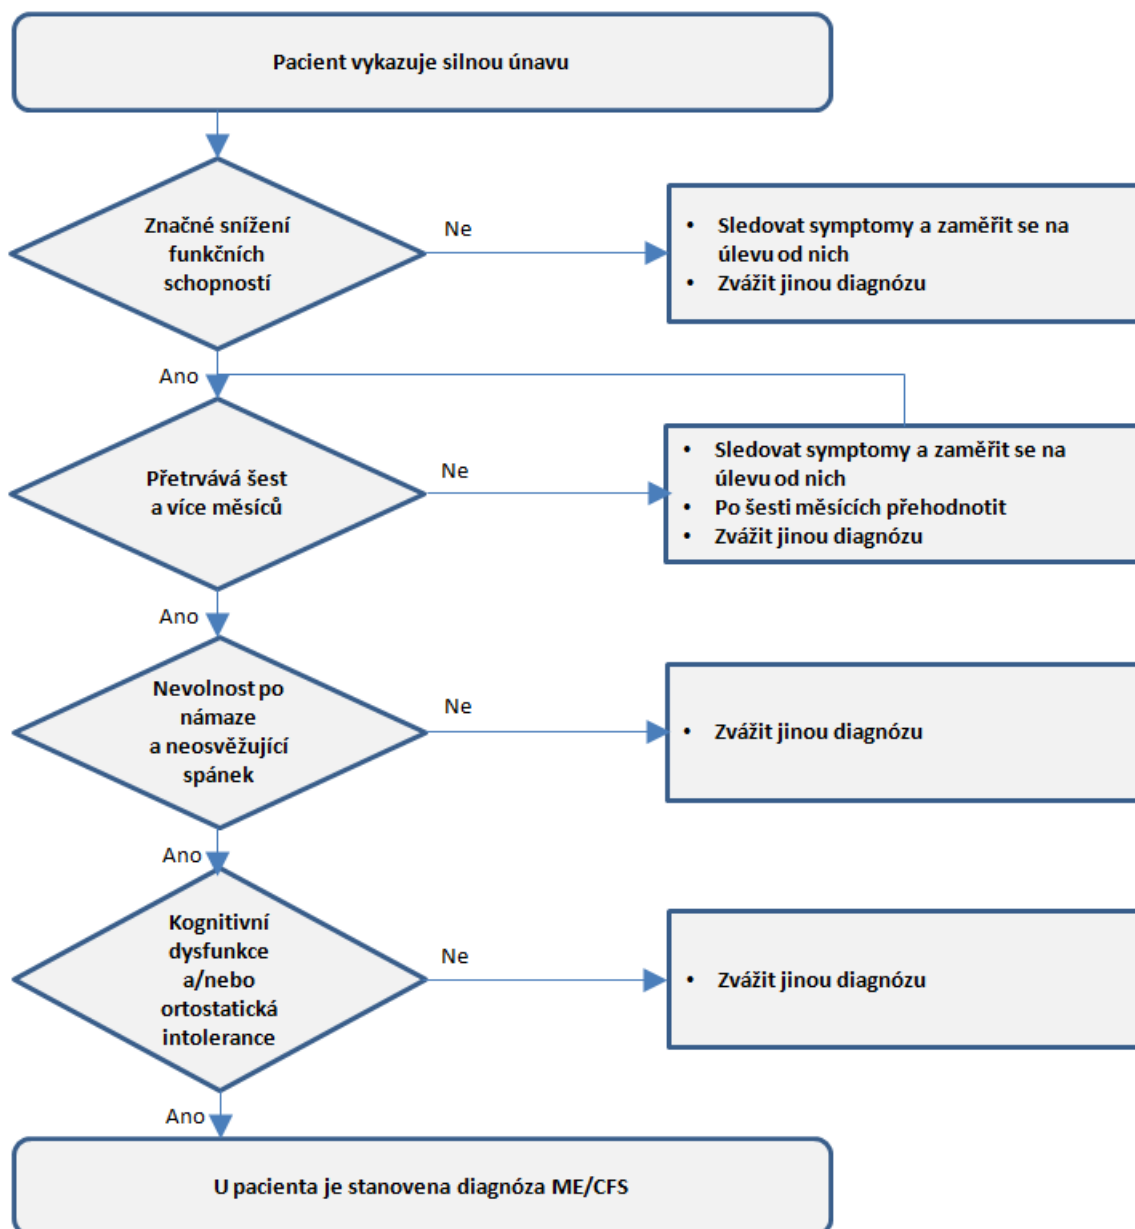 Pacient vykazuje silnou únavu
Značné snížení
funkčních
schopností
Ne
• Sledovat symptomy a zaměřit se na
úlevu od nich
• Zvážit jinou diagnózu
Ano
Přetrvává šest
a více měsíců
Ne
• Sledovat symptomy a zaměřit se na
úlevu od nich
• Po šesti měsících přehodnotit
• Zvážit jinou diagnózu
Ano
Nevolnost po
námaze
a neosvěžující
spánek
Ne
• Zvážit jinou diagnózu
Ano
Kognitivní
dysfunkce
a/nebo
ortostatická
intolerance
Ne
• Zvážit jinou diagnózu
Ano
U pacienta je stanovena diagnóza ME/CFS